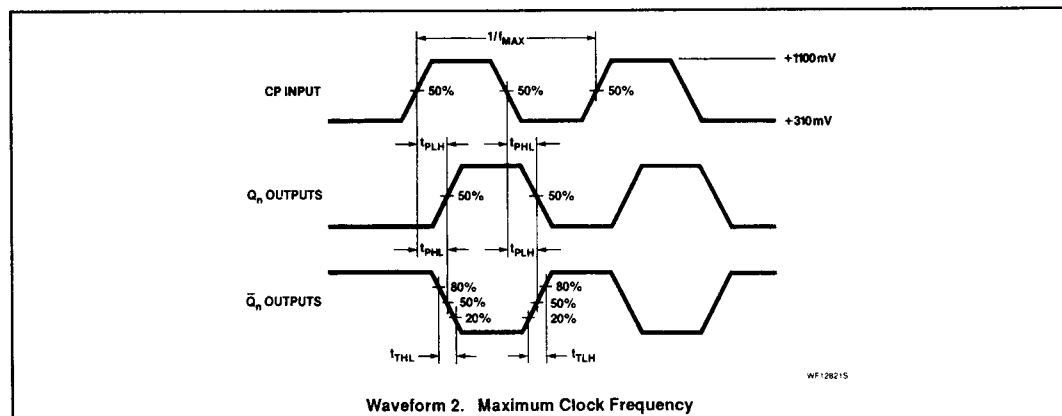 1/fMAX
+1100mV
CP INPUT
50%
50%
50%
+310mV
tPLH
tPHL
Qn OUTPUTS
50%
50%
tPHL
tPLH
Q̄n OUTPUTS
80%
50%
20%
80%
50%
20%
tTHL
tTLH
WF12821S
Waveform 2. Maximum Clock Frequency